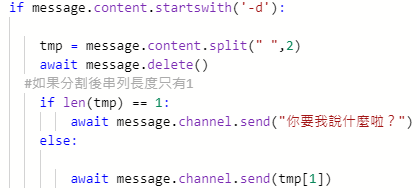 if message.content.startswith('-d'):
tmp = message.content.split(" ",2)
await message.delete()
#如果分割後串列長度只有1
if len(tmp) == 1:
await message.channel.send("你要我說什麼啦？")
else:
await message.channel.send(tmp[1])